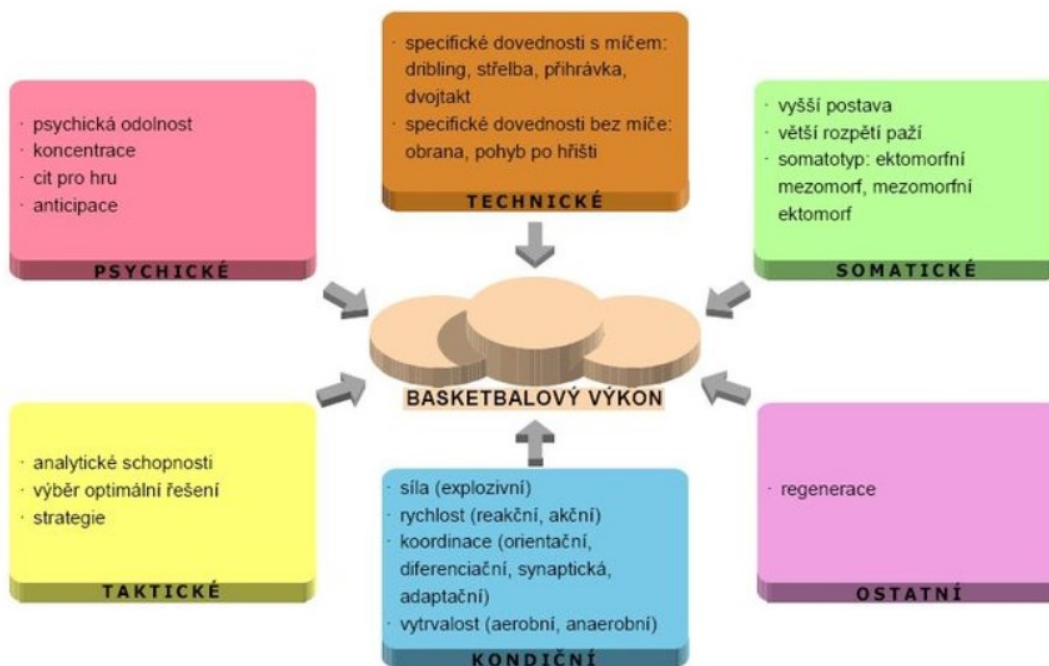 · psychická odolnost
· koncentrace
· cit pro hru
· anticipace
PSYCHICKÉ
· specifické dovednosti s míčem:
dribling, střelba, přihrávka,
dvojtakt
· specifické dovednosti bez míče:
obrana, pohyb po hřišti
TECHNICKÉ
· vyšší postava
· větší rozpětí paží
· somatotyp: ektomorfní
mezomorf, mezomorfní
ektomorf
SOMATICKÉ
BASKETBALOVÝ VÝKON
· analytické schopnosti
· výběr optimální řešení
· strategie
TAKTICKÉ
· síla (explozivní)
· rychlost (reakční, akční)
· koordinace (orientační,
diferenciační, synaptická,
adaptační)
· vytrvalost (aerobní, anaerobní)
KONDIČNÍ
· regenerace
OSTATNÍ